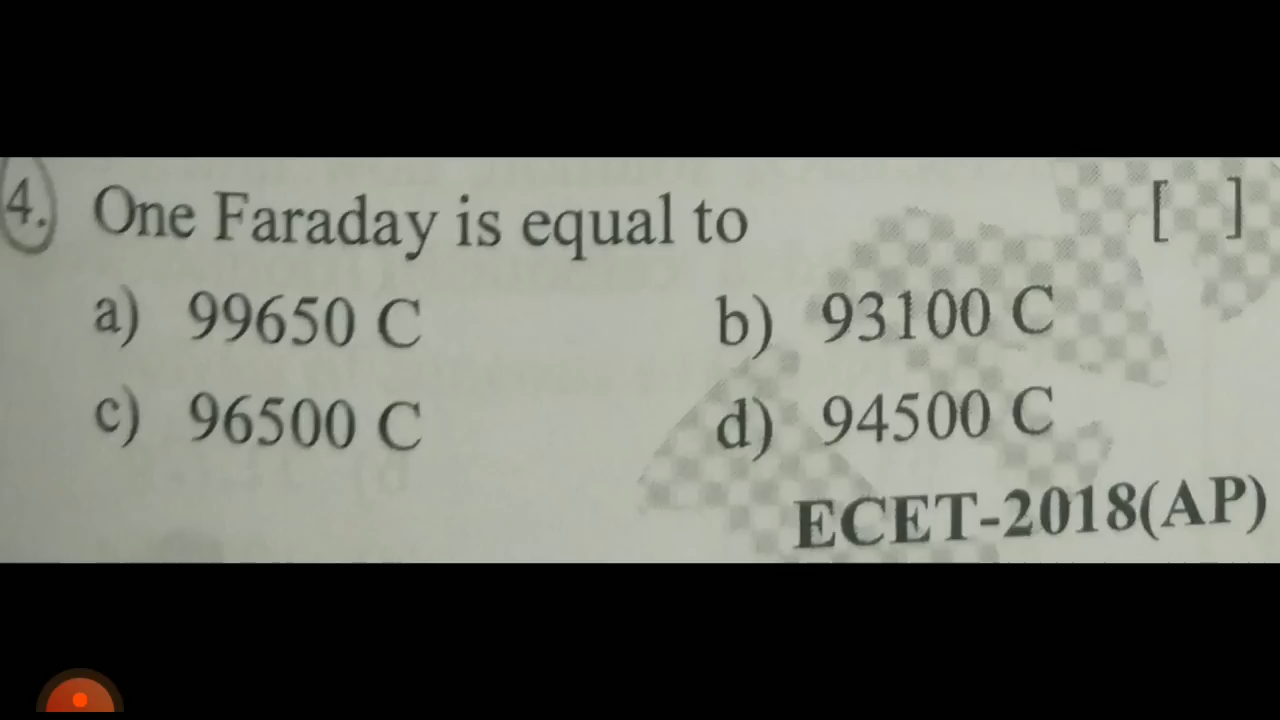 4. One Faraday is equal to [ ]
a) 99650 C b) 93100 C
c) 96500 C d) 94500 C
ECET-2018(AP)